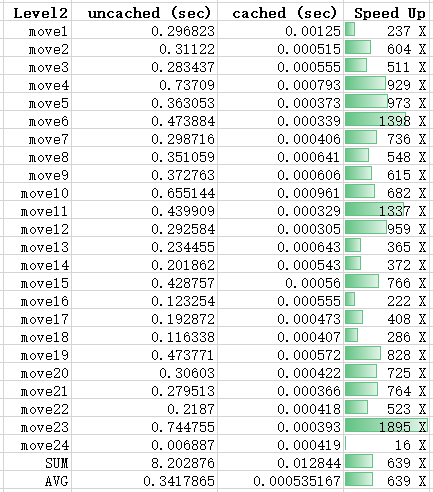 Level2 uncached (sec) cached (sec) Speed Up
move1 0.296823 0.00125 237 X
move2 0.31122 0.000515 604 X
move3 0.283437 0.000555 511 X
move4 0.73709 0.000793 929 X
move5 0.363053 0.000373 973 X
move6 0.473884 0.000339 1398 X
move7 0.298716 0.000406 736 X
move8 0.351059 0.000641 548 X
move9 0.372763 0.000606 615 X
move10 0.655144 0.000961 682 X
move11 0.439909 0.000329 1337 X
move12 0.292584 0.000305 959 X
move13 0.234455 0.000643 365 X
move14 0.201862 0.000543 372 X
move15 0.428757 0.00056 766 X
move16 0.123254 0.000555 222 X
move17 0.192872 0.000473 408 X
move18 0.116338 0.000407 286 X
move19 0.473771 0.000572 828 X
move20 0.30603 0.000422 725 X
move21 0.279513 0.000366 764 X
move22 0.2187 0.000418 523 X
move23 0.744755 0.000393 1895 X
move24 0.006887 0.000419 16 X
SUM 8.202876 0.012844 639 X
AVG 0.3417865 0.000535167 639 X